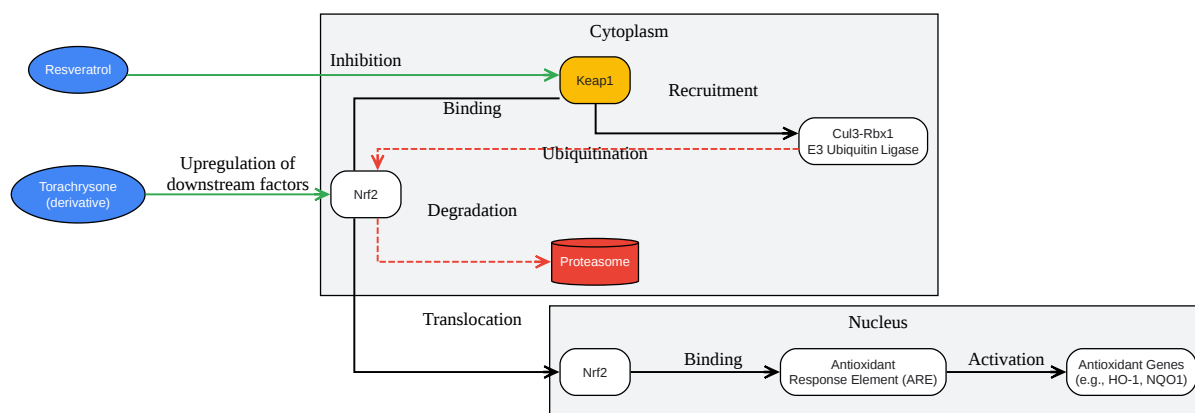 Cytoplasm
Resveratrol
Inhibition
Keap1
Recruitment
Binding
Cul3-Rbx1
E3 Ubiquitin Ligase
Ubiquitination
Upregulation of
downstream factors
Torachrysone
(derivative)
Nrf2
Degradation
Proteasome
Translocation
Nucleus
Nrf2
Binding
Antioxidant
Response Element (ARE)
Activation
Antioxidant Genes
(e.g., HO-1, NQO1)